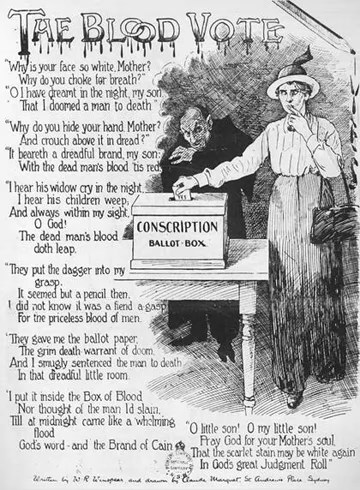 THE BLOOD VOTE
"Why is your face so white, Mother?
Why do you choke for breath?"
"O I have dreamt in the night, my son,
That I doomed a man to death."
"Why do you hide your hand, Mother?
And crouch above it in dread?"
"It beareth a dreadful brand, my son;
With the dead man's blood 'tis red.
"I hear his widow cry in the night,
I hear his children weep;
And always within my sight,
O God!
The dead man's blood
doth leap.
"They put the dagger into my
grasp.
It seemed but a pencil then.
I did not know it was a fiend a-gasp
For the priceless blood of men.
"They gave me the ballot paper,
The grim death-warrant of doom,
And I smugly sentenced the man to death
In that dreadful little room.
"I put it inside the Box of Blood
Nor thought of the man I'd slain,
Till at midnight came like a whelming
flood
God's word - and the Brand of Cain
"O little son! O my little son!
Pray God for your Mother's soul,
That the scarlet stain may be white again
In God's great Judgment Roll"
YES
CONSCRIPTION
BALLOT-BOX
Written by W. R. Winspear and drawn by Claude Marquet, St Andrews Place, Sydney